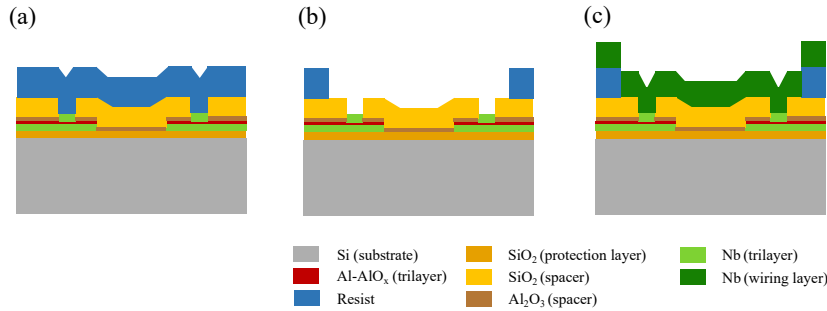 (a) (b) (c)
Si (substrate) SiO₂ (protection layer) Nb (trilayer)
Al-AlOₓ (trilayer) SiO₂ (spacer) Nb (wiring layer)
Resist Al₂O₃ (spacer)